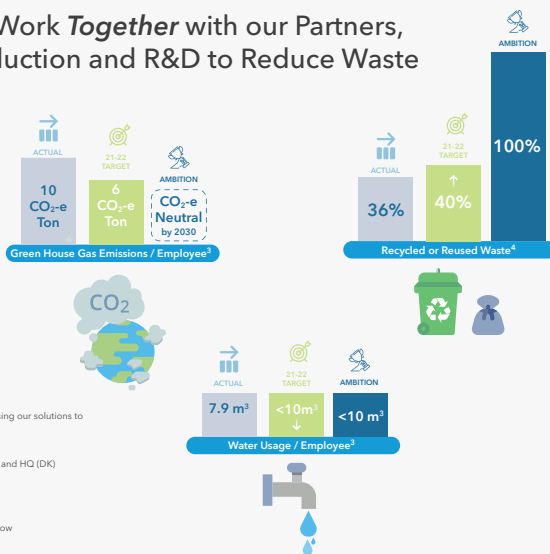 Work Together with our Partners,
luction and R&D to Reduce Waste
AMBITION
100%
ACTUAL
21-22
TARGET
AMBITION
10
CO₂-e
Ton
6
CO₂-e
Ton
CO₂-e
Neutral
by 2030
Green House Gas Emissions / Employee³
ACTUAL
21-22
TARGET
36%
↑
40%
Recycled or Reused Waste⁴
CO₂
ACTUAL
21-22
TARGET
AMBITION
7.9 m³
<10m³
↓
<10 m³
Water Usage / Employee³
sing our solutions to
and HQ (DK)
ow